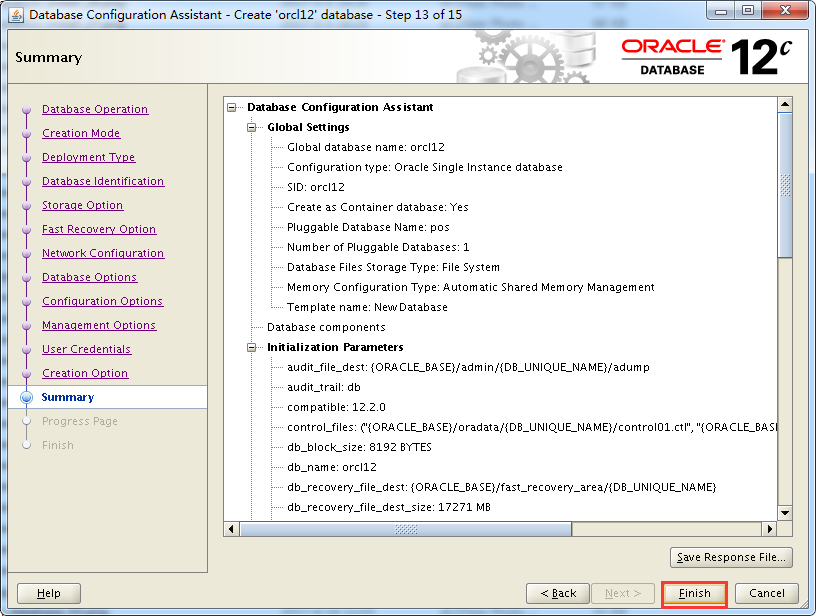 Database Configuration Assistant - Create 'orcl12' database - Step 13 of 15
Summary
ORACLE
DATABASE
12c
Database Operation
Creation Mode
Deployment Type
Database Identification
Storage Option
Fast Recovery Option
Network Configuration
Database Options
Configuration Options
Management Options
User Credentials
Creation Option
Summary
Progress Page
Finish
Database Configuration Assistant
Global Settings
Global database name: orcl12
Configuration type: Oracle Single Instance database
SID: orcl12
Create as Container database: Yes
Pluggable Database Name: pos
Number of Pluggable Databases: 1
Database Files Storage Type: File System
Memory Configuration Type: Automatic Shared Memory Management
Template name: New Database
Database components
Initialization Parameters
audit_file_dest: {ORACLE_BASE}/admin/{DB_UNIQUE_NAME}/adump
audit_trail: db
compatible: 12.2.0
control_files: ("{ORACLE_BASE}/oradata/{DB_UNIQUE_NAME}/control01.ctl", "{ORACLE_BAS
db_block_size: 8192 BYTES
db_name: orcl12
db_recovery_file_dest: {ORACLE_BASE}/fast_recovery_area/{DB_UNIQUE_NAME}
db_recovery_file_dest_size: 17271 MB
Save Response File...
Help
< Back
Next >
Finish
Cancel